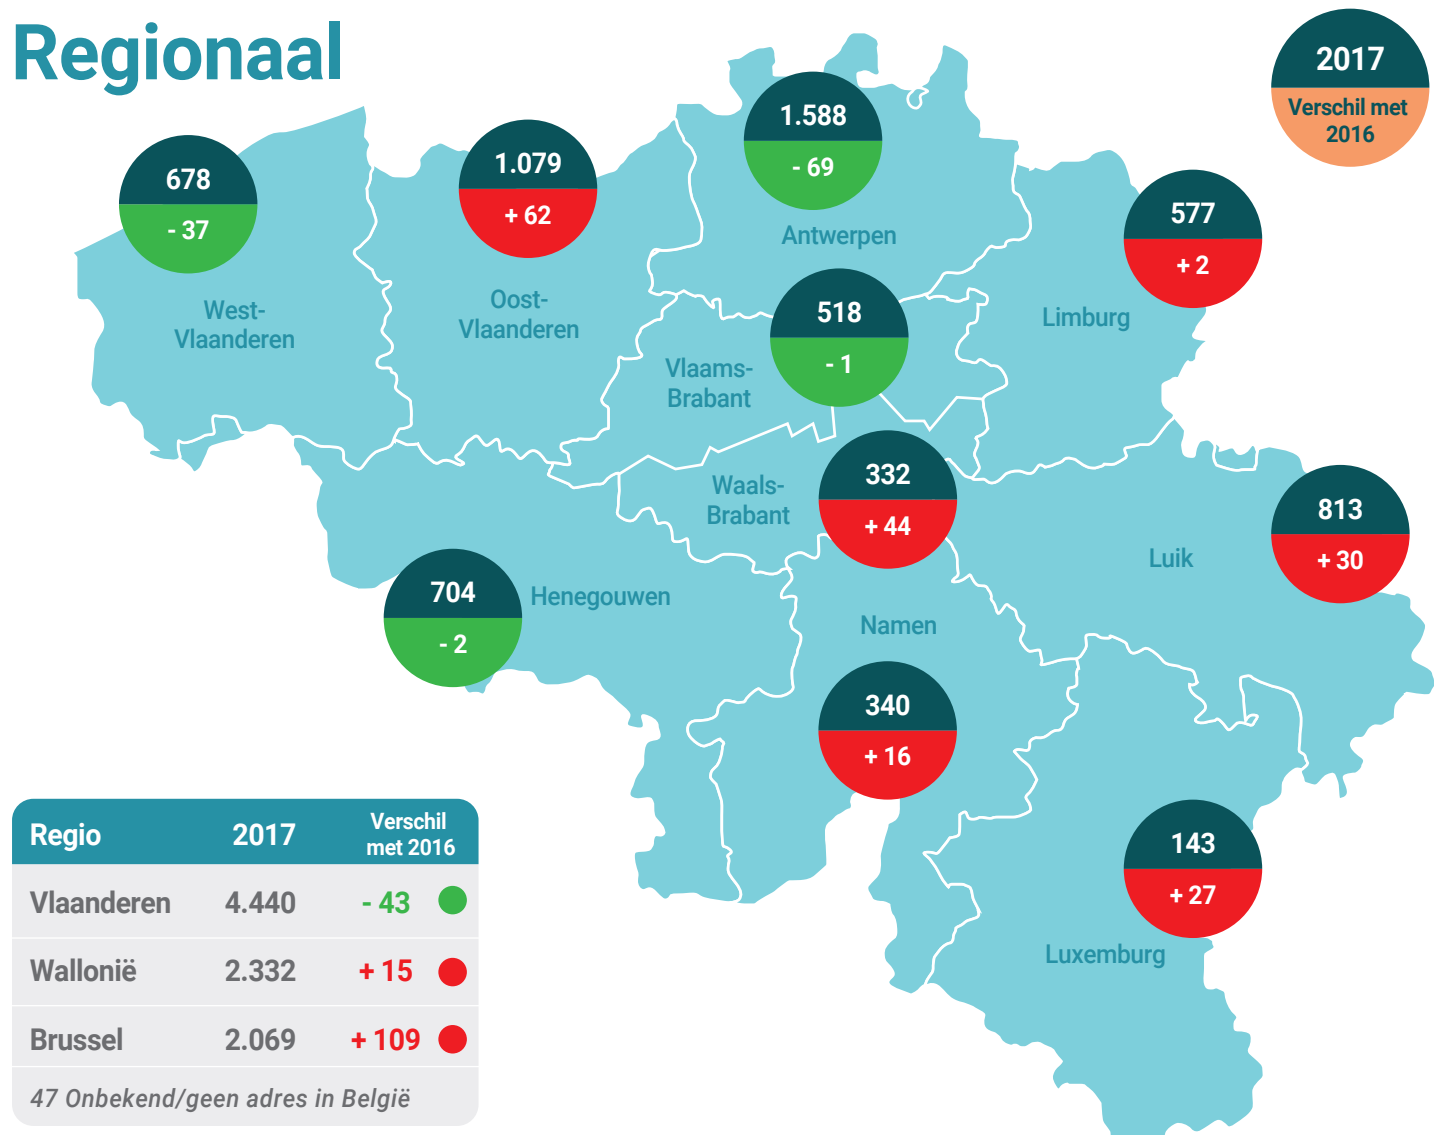 Regionaal
2017
Verschil met
2016
678
- 37
West-
Vlaanderen
1.079
+ 62
Oost-
Vlaanderen
1.588
- 69
Antwerpen
577
+ 2
Limburg
518
- 1
Vlaams-
Brabant
332
+ 44
Waals-
Brabant
813
+ 30
Luik
704
- 2
Henegouwen
Namen
340
+ 16
143
+ 27
Luxemburg
Regio 2017 Verschil
met 2016
Vlaanderen 4.440 - 43
Wallonië 2.332 + 15
Brussel 2.069 + 109
47 Onbekend/geen adres in België